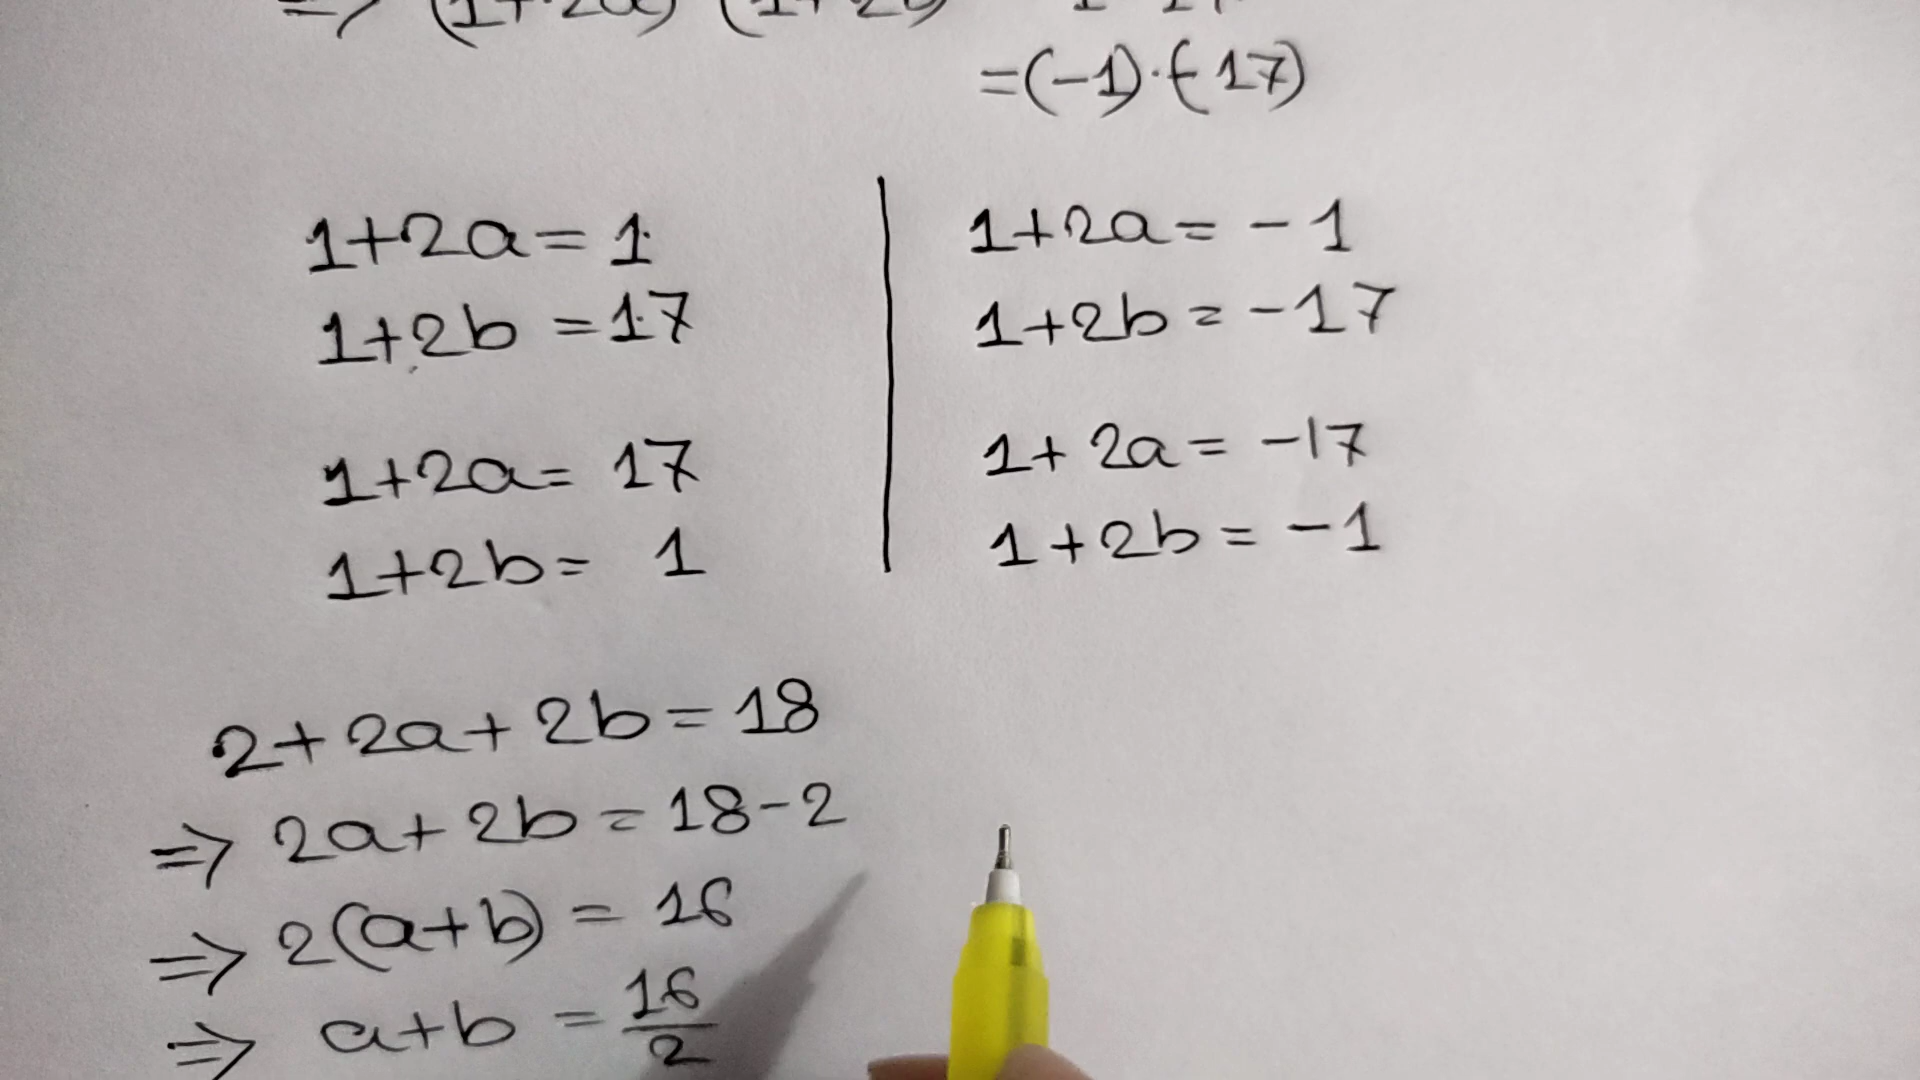 =(-1)·(-17)
1+2a=1
1+2b=17
1+2a=17
1+2b=1
1+2a=-1
1+2b=-17
1+2a=-17
1+2b=-1
2+2a+2b=18
⇒ 2a+2b=18-2
⇒ 2(a+b)=16
⇒ a+b=16/2